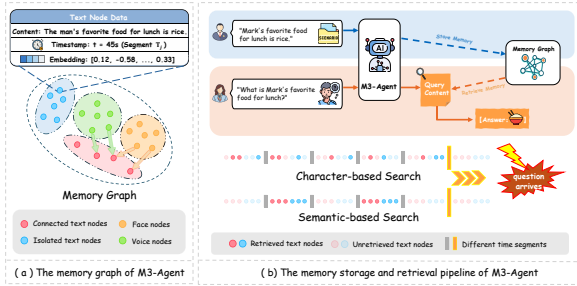 Text Node Data
Content: The man's favorite food for lunch is rice.
Timestamp: t = 45s (Segment Tj)
Embedding: [0.12, -0.58, ..., 0.33]
Memory Graph
Connected text nodes
Face nodes
Isolated text nodes
Voice nodes
( a ) The memory graph of M3-Agent
"Mark's favorite food
for lunch is rice."
SCENARIO
"What is Mark's favorite
food for lunch?"
AI
M3-Agent
Store Memory
Memory Graph
Retrieve Memory
Query
Content
[Answer: ]
Character-based Search
Semantic-based Search
question
arrives
Retrieved text nodes
Unretrieved text nodes
Different time segments
( b ) The memory storage and retrieval pipeline of M3-Agent